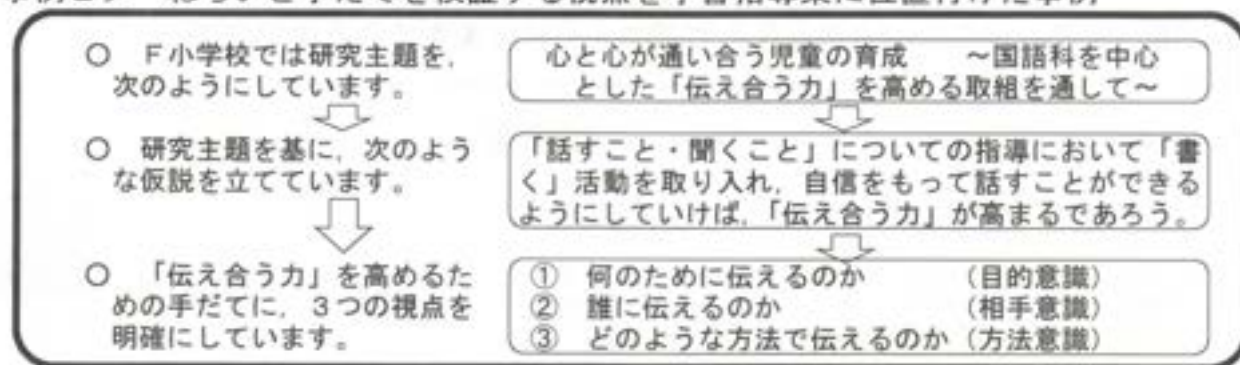 ○ F小学校では研究主題を,
次のようにしています。
心と心が通い合う児童の育成 ～国語科を中心
とした「伝え合う力」を高める取組を通して～
○ 研究主題を基に,次のよう
な仮説を立てています。
「話すこと・聞くこと」についての指導において「書
く」活動を取り入れ,自信をもって話すことができる
ようにしていけば,「伝え合う力」が高まるであろう。
○ 「伝え合う力」を高めるた
めの手だてに,3つの視点を
明確にしています。
① 何のために伝えるのか (目的意識)
② 誰に伝えるのか (相手意識)
③ どのような方法で伝えるのか (方法意識)